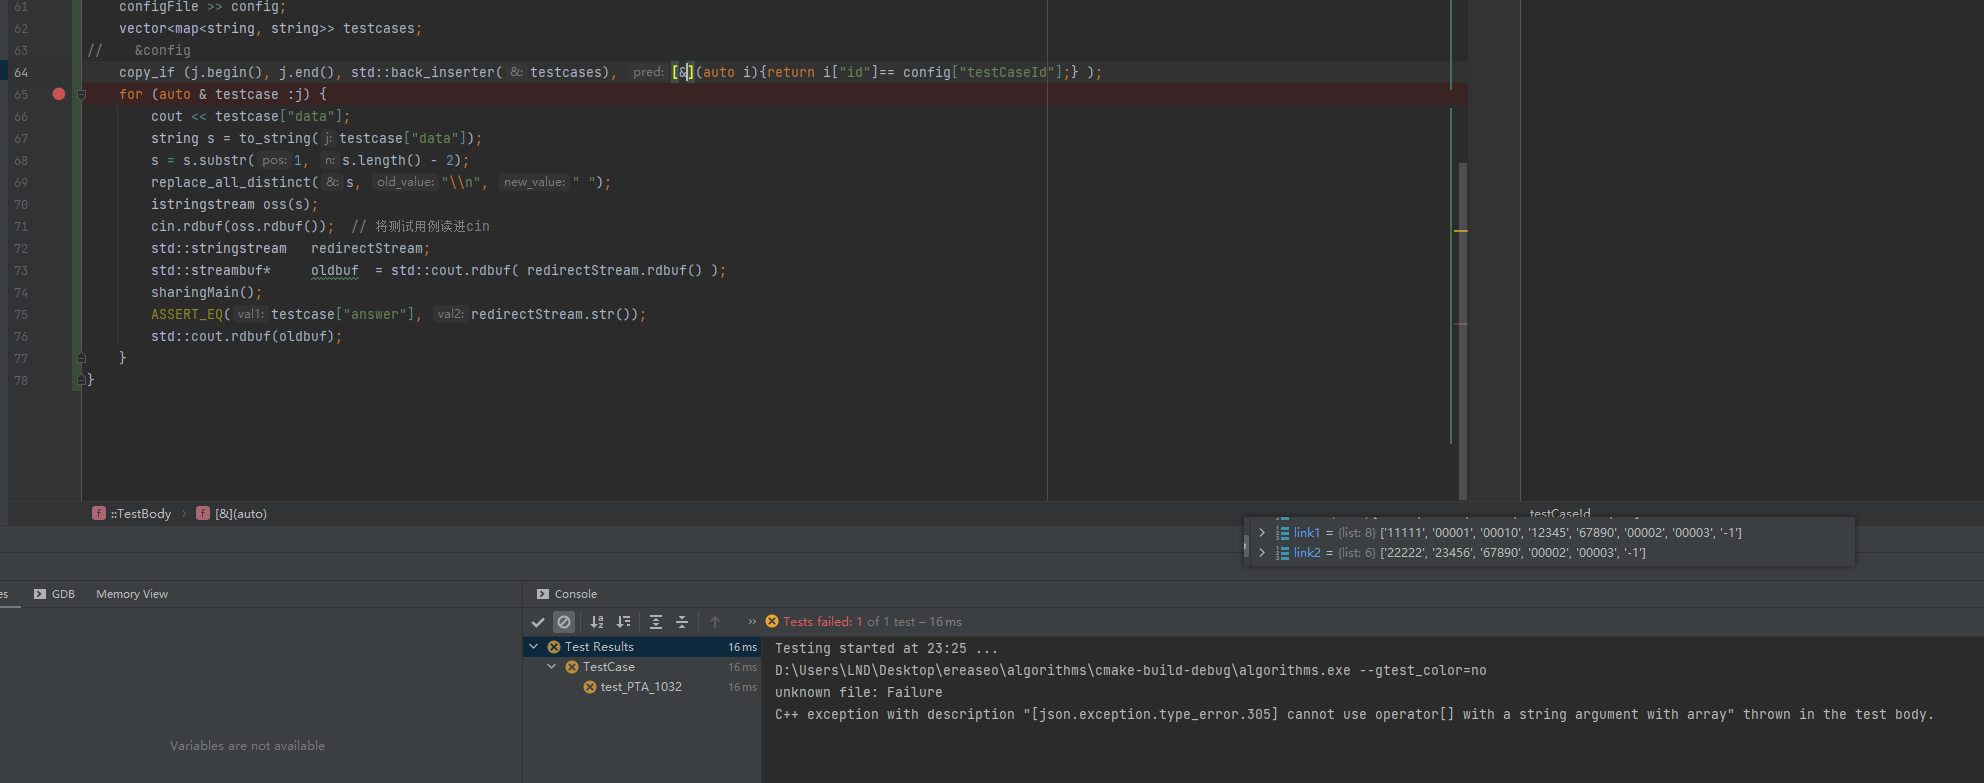 61 configFile >> config;
62 vector<map<string, string>> testcases;
63 // &config
64 copy_if (j.begin(), j.end(), std::back_inserter( &: testcases), pred: [&](auto i){return i["id"]== config["testCaseId"];} );
65 for (auto & testcase :j) {
66 cout << testcase["data"];
67 string s = to_string( j: testcase["data"]);
68 s = s.substr( pos: 1, n: s.length() - 2);
69 replace_all_distinct( &: s, old_value: "\\n", new_value: " ");
70 istringstream oss(s);
71 cin.rdbuf(oss.rdbuf()); // 将测试用例读进cin
72 std::stringstream redirectStream;
73 std::streambuf* oldbuf = std::cout.rdbuf( redirectStream.rdbuf() );
74 sharingMain();
75 ASSERT_EQ( val1: testcase["answer"], val2: redirectStream.str());
76 std::cout.rdbuf(oldbuf);
77 }
78 }
f ::TestBody › f [&](auto)
testCaseId
link1 = {list: 8} ['11111', '00001', '00010', '12345', '67890', '00002', '00003', '-1']
link2 = {list: 6} ['22222', '23456', '67890', '00002', '00003', '-1']
es GDB Memory View
Console
» Tests failed: 1 of 1 test – 16 ms
Test Results 16 ms
TestCase 16 ms
test_PTA_1032 16 ms
Testing started at 23:25 ...
D:\Users\LND\Desktop\ereaseo\algorithms\cmake-build-debug\algorithms.exe --gtest_color=no
unknown file: Failure
C++ exception with description "[json.exception.type_error.305] cannot use operator[] with a string argument with array" thrown in the test body.
Variables are not available